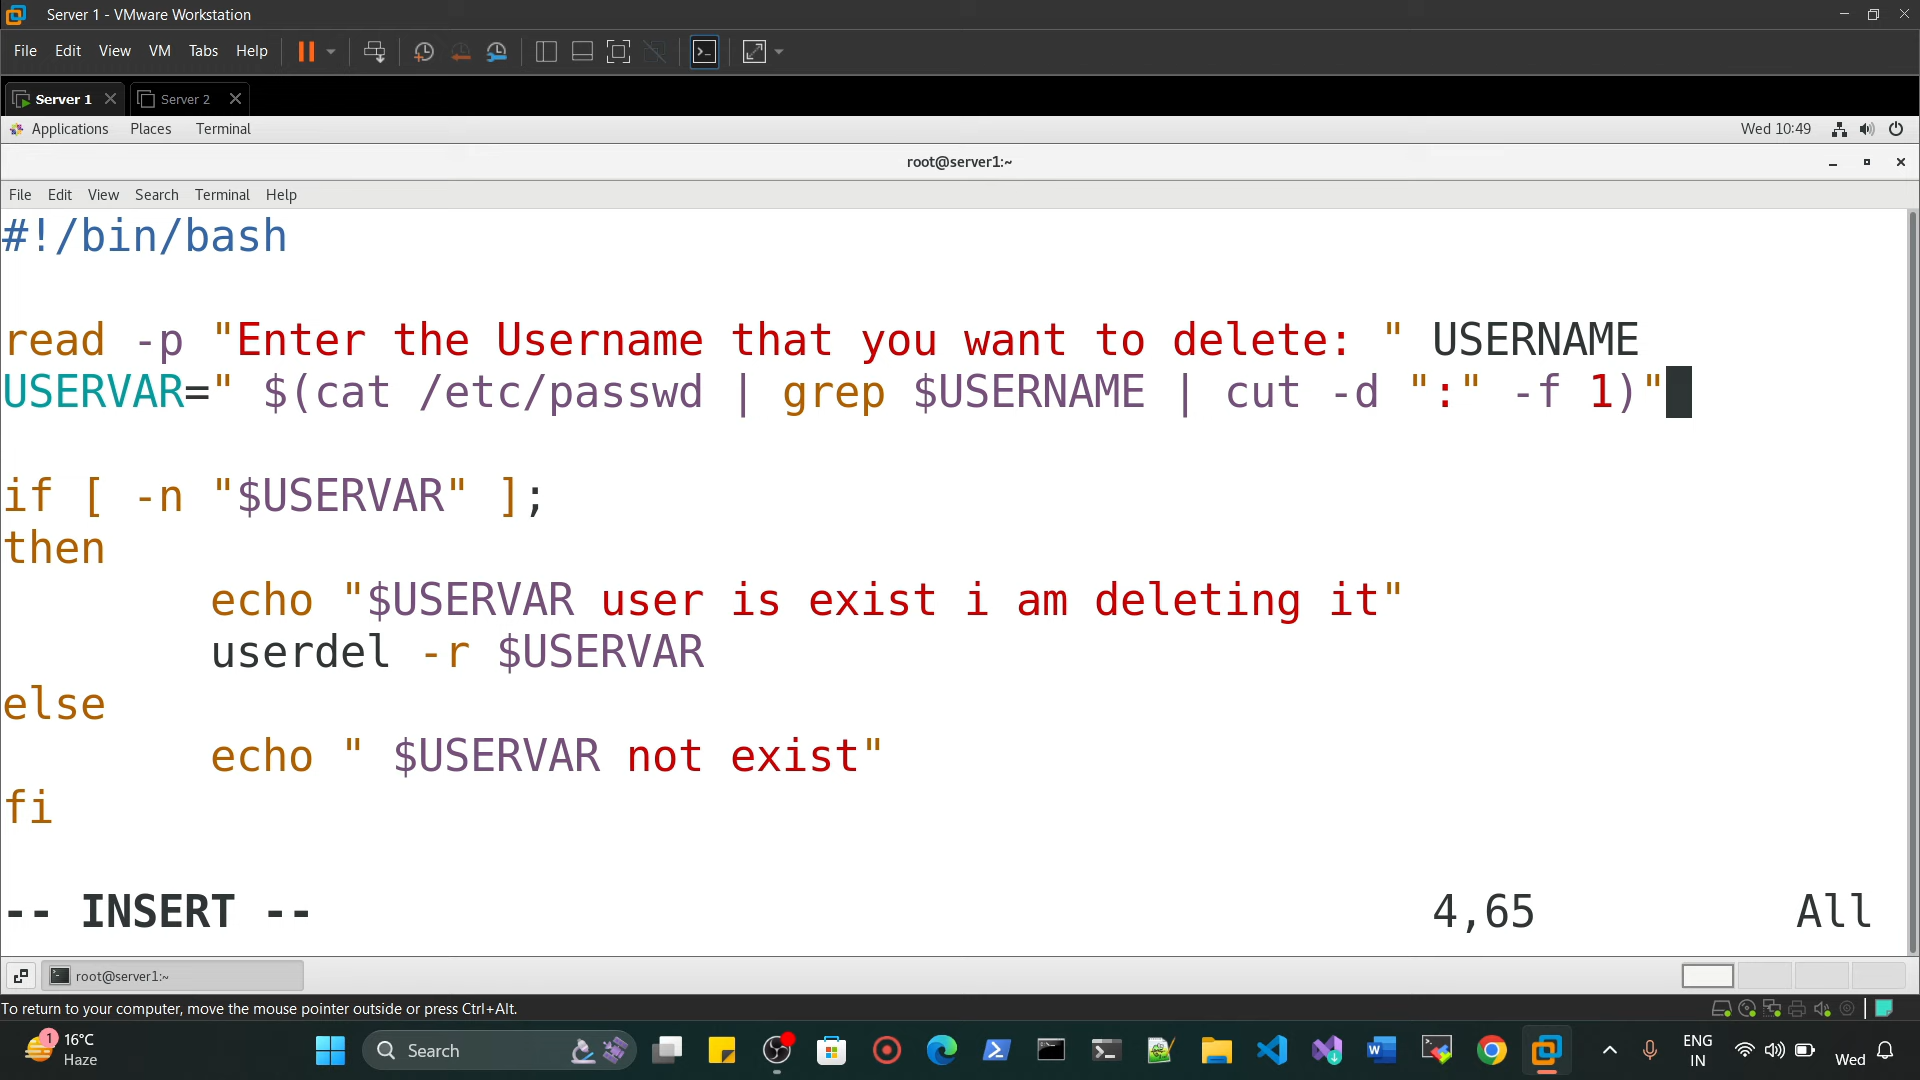 Server 1 - VMware Workstation
File Edit View VM Tabs Help
Server 1 Server 2
Applications Places Terminal Wed 10:49
root@server1:~
File Edit View Search Terminal Help
#!/bin/bash
read -p "Enter the Username that you want to delete: " USERNAME
USERVAR=" $(cat /etc/passwd | grep $USERNAME | cut -d ":" -f 1)"
if [ -n "$USERVAR" ];
then
echo "$USERVAR user is exist i am deleting it"
userdel -r $USERVAR
else
echo " $USERVAR not exist"
fi
-- INSERT -- 4,65 All
root@server1:~
To return to your computer, move the mouse pointer outside or press Ctrl+Alt.
1 16°C
Haze
Search
ENG
IN
Wed